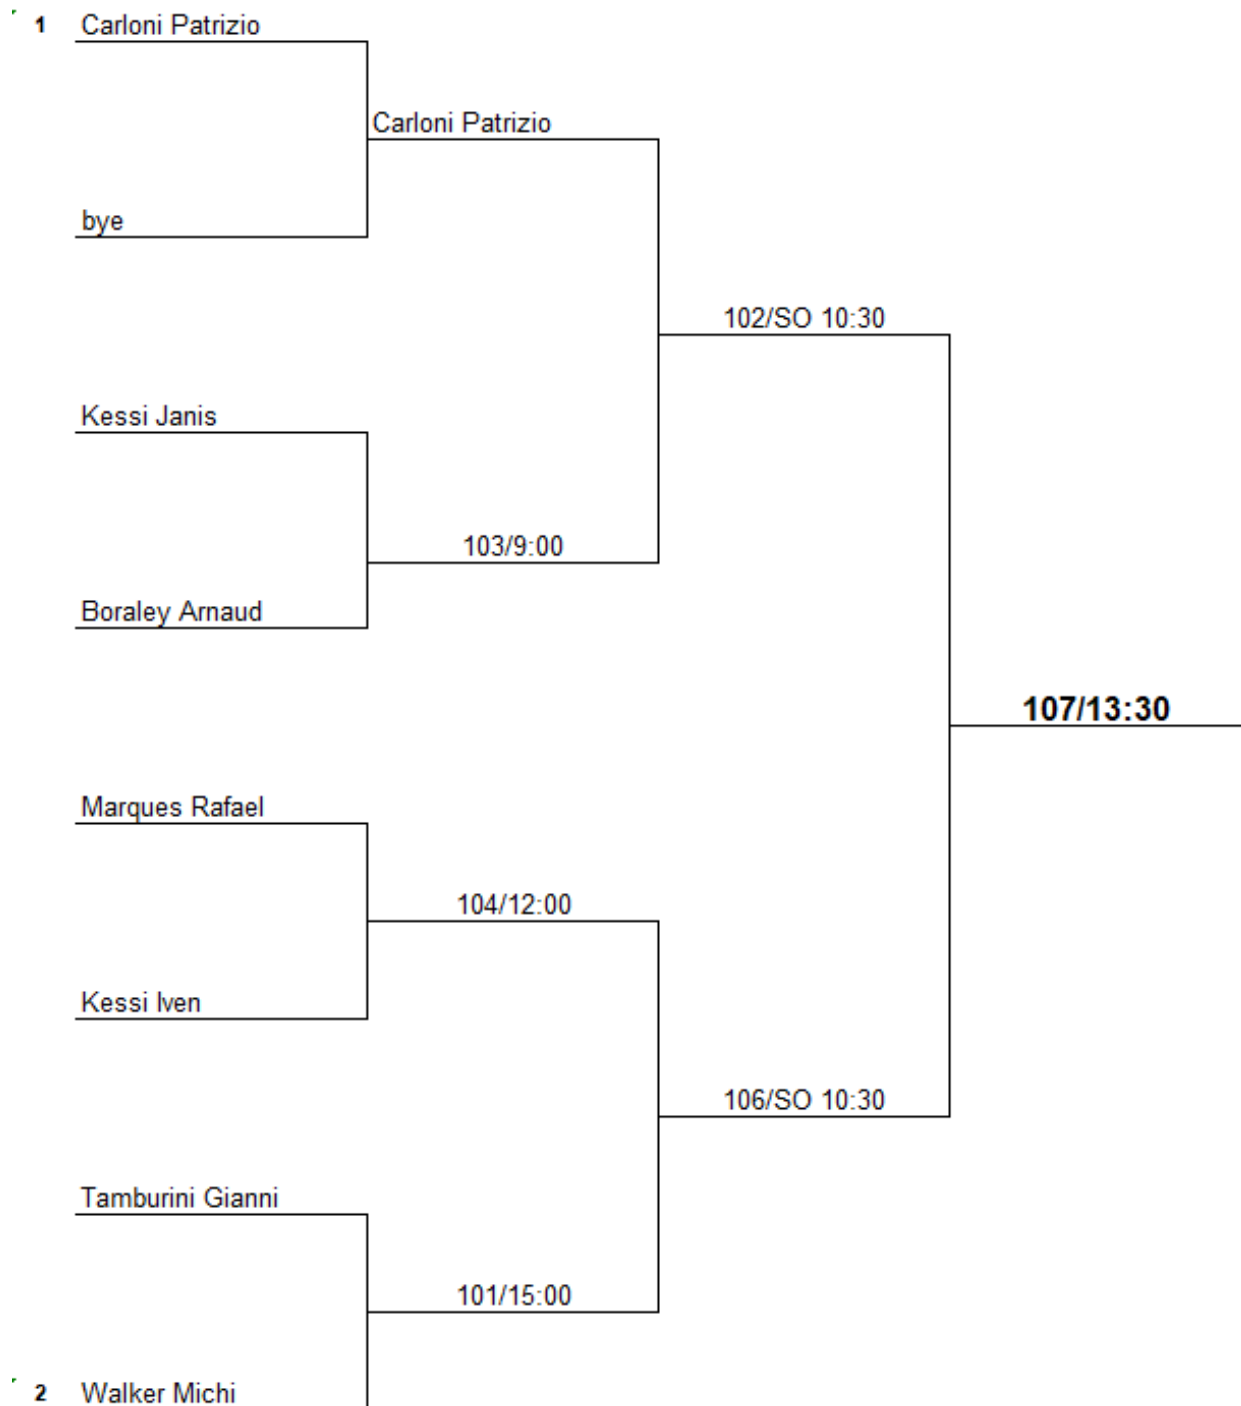 1 Carloni Patrizio
Carloni Patrizio
bye
102/SO 10:30
Kessi Janis
103/9:00
Boraley Arnaud
107/13:30
Marques Rafael
104/12:00
Kessi Iven
106/SO 10:30
Tamburini Gianni
101/15:00
2 Walker Michi